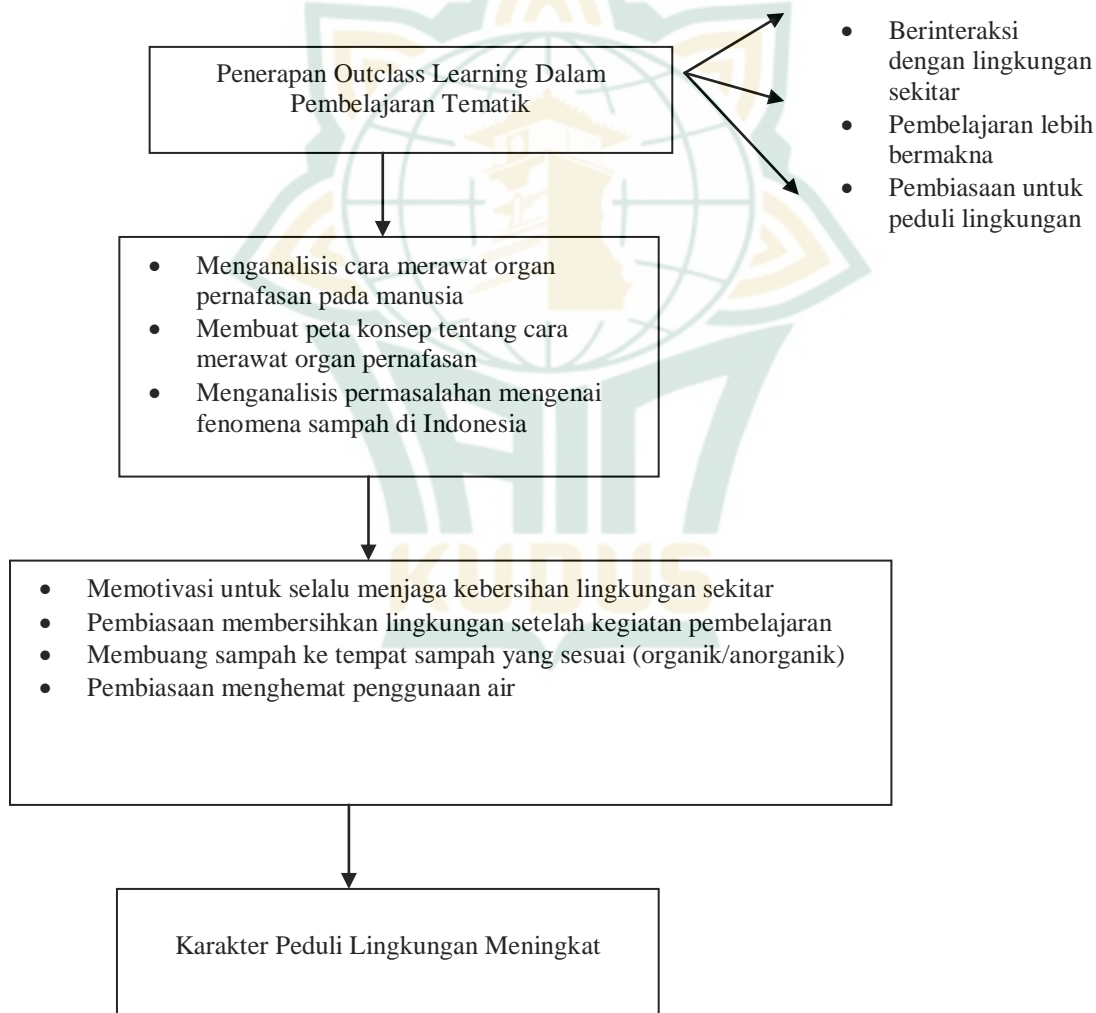 Penerapan Outclass Learning Dalam
Pembelajaran Tematik
• Berinteraksi
dengan lingkungan
sekitar
• Pembelajaran lebih
bermakna
• Pembiasaan untuk
peduli lingkungan
• Menganalisis cara merawat organ
pernafasan pada manusia
• Membuat peta konsep tentang cara
merawat organ pernafasan
• Menganalisis permasalahan mengenai
fenomena sampah di Indonesia
• Memotivasi untuk selalu menjaga kebersihan lingkungan sekitar
• Pembiasaan membersihkan lingkungan setelah kegiatan pembelajaran
• Membuang sampah ke tempat sampah yang sesuai (organik/anorganik)
• Pembiasaan menghemat penggunaan air
Karakter Peduli Lingkungan Meningkat
KUDUS